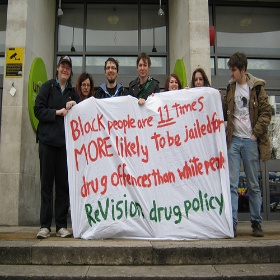 Black people are 11 times
MORE likely to be jailed for
drug offences than white people
ReVision drug policy